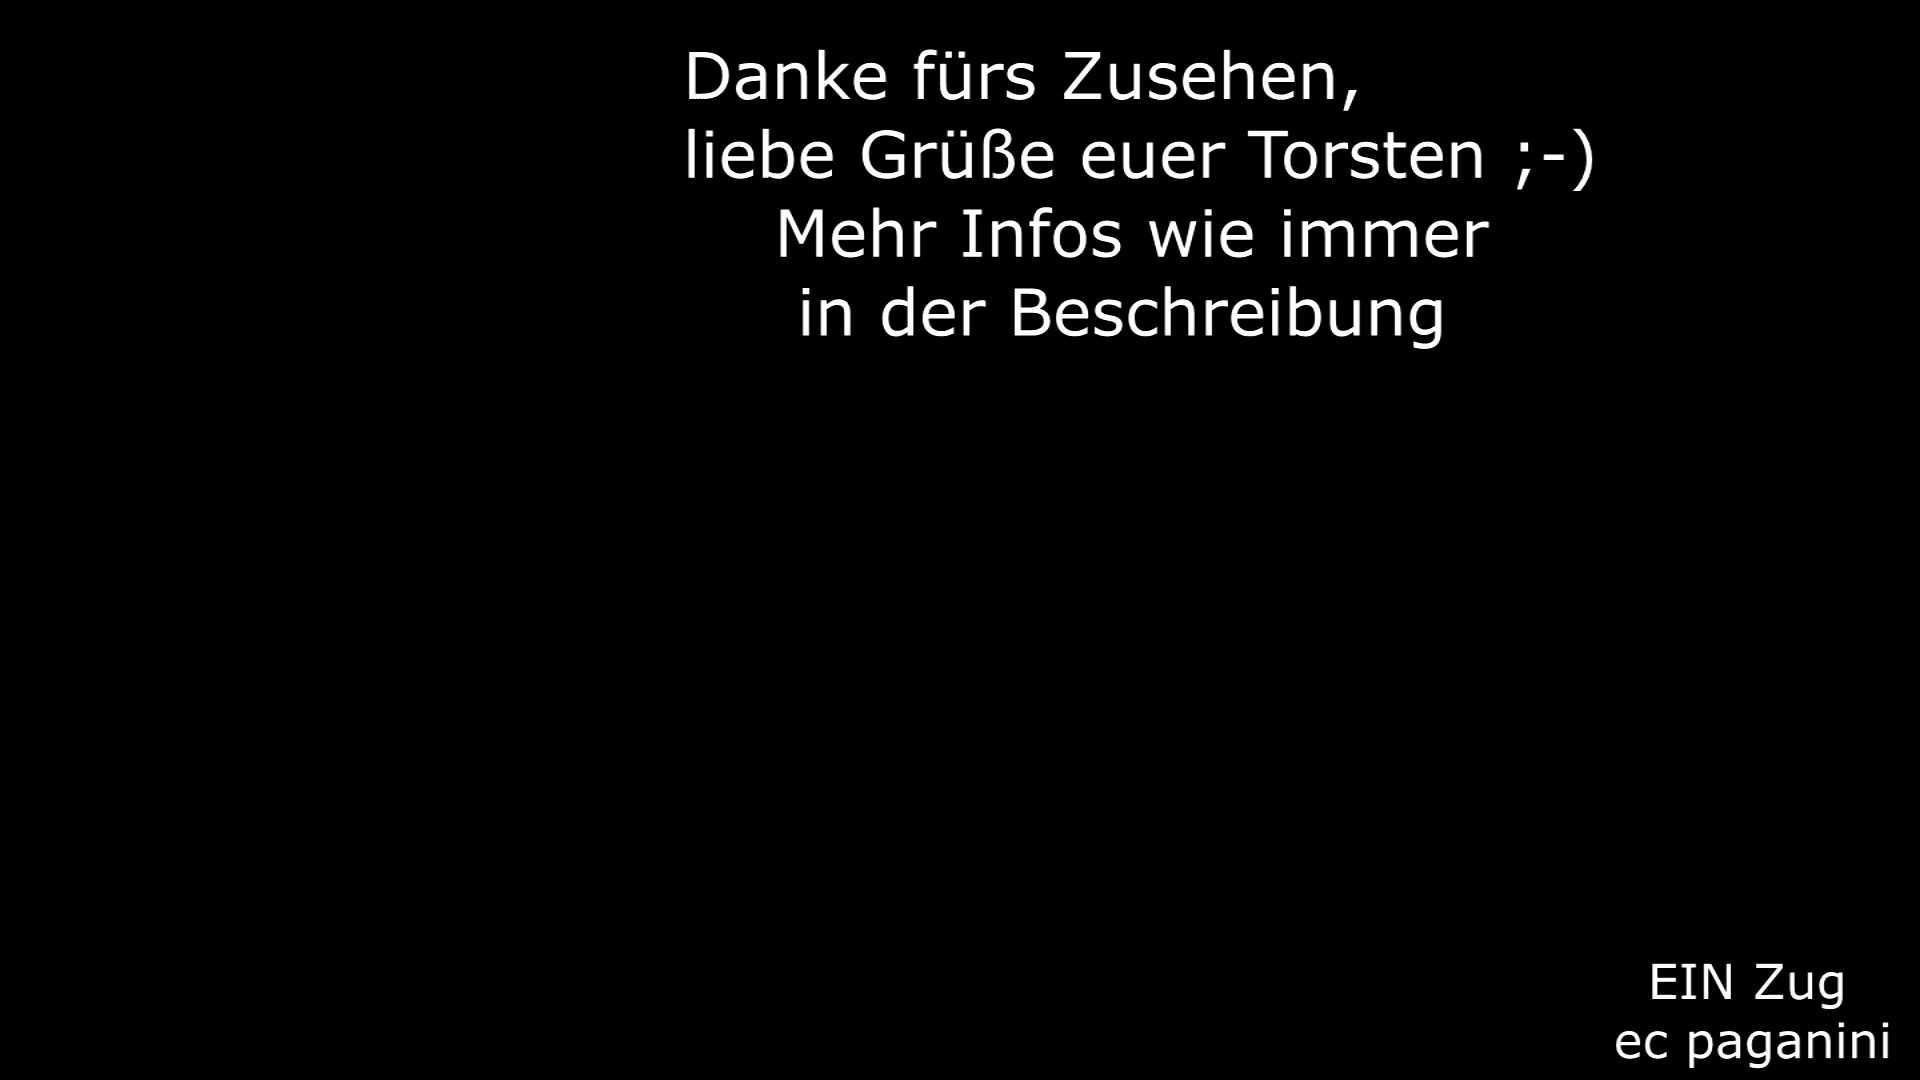 Danke fürs Zusehen,
liebe Grüße euer Torsten ;-)
Mehr Infos wie immer
in der Beschreibung
EIN Zug
ec paganini